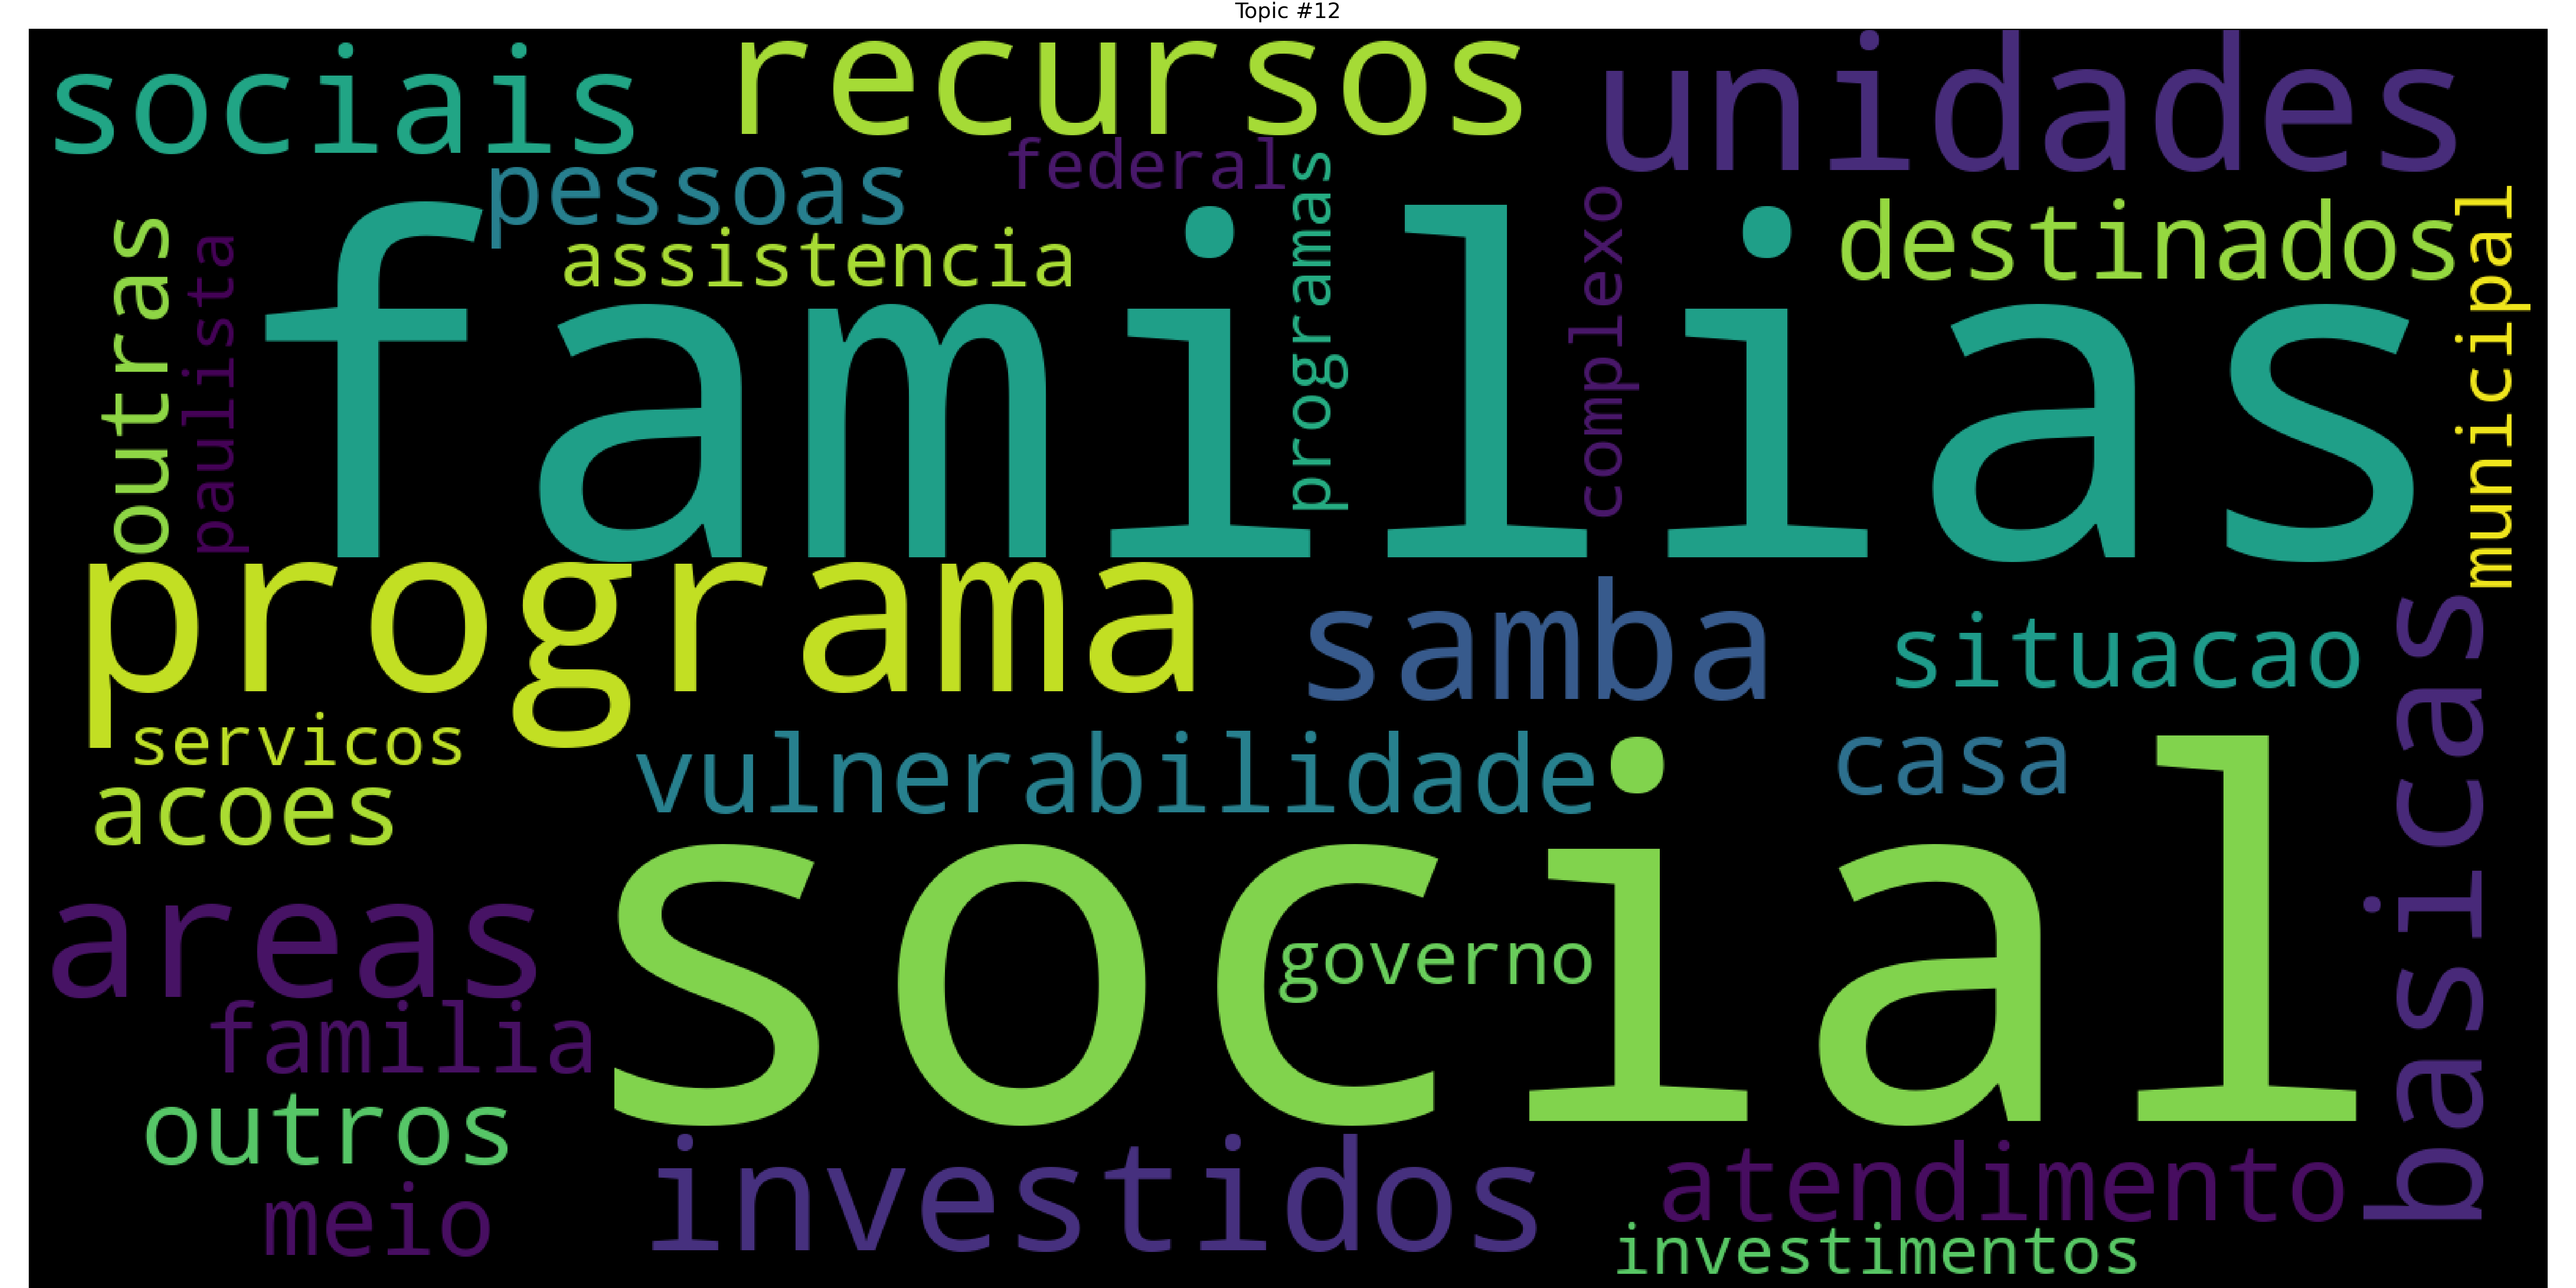 Topic #12
sociais
recursos
unidades
pessoas
federal
programas
complexo
destinados
municipal
outras
paulista
assistencia
familias
programa
samba
situacao
basicas
servicos
vulnerabilidade
casa
acoes
social
areas
governo
familia
outros
investidos
atendimento
meio
investimentos